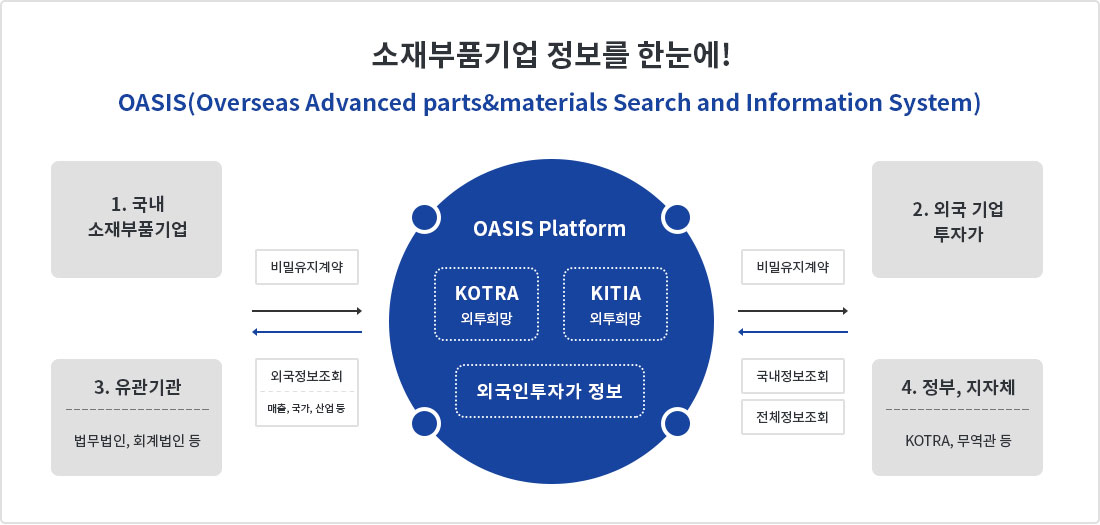 소재부품기업 정보를 한눈에!
OASIS(Overseas Advanced parts&materials Search and Information System)
1. 국내
소재부품기업
비밀유지계약
3. 유관기관
법무법인, 회계법인 등
외국정보조회
매출, 국가, 산업 등
OASIS Platform
KOTRA
외투희망
KITIA
외투희망
외국인투자가 정보
비밀유지계약
국내정보조회
전체정보조회
2. 외국 기업
투자가
4. 정부, 지자체
KOTRA, 무역관 등